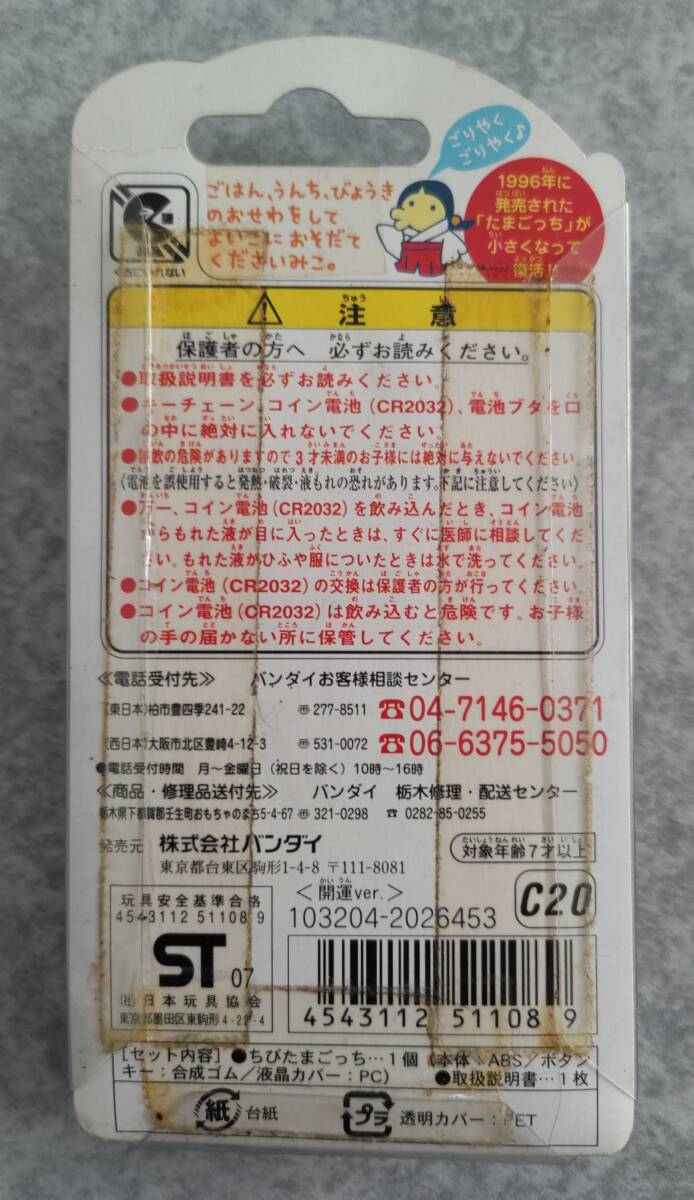 ごりやく
ごりやく♪
1996年に
発売された
「たまごっち」が
小さくなって
復活!!
ごはん、うんち、びょうき
のおせわをして
よいこに おそだて
くださいみこ。
くちにいれない
注意
保護者の方へ 必ずお読みください。
●取扱説明書を必ずお読みください。
●キーチェーン、コイン電池(CR2032)、電池ブタを口
の中に絶対に入れないでください。
●誤飲の危険がありますので3才未満のお子様には絶対に与えないでください。
〈電池を誤使用すると発熱・破裂・液もれの恐れがあります。下記に注意してください〉
●万一、コイン電池(CR2032)を飲み込んだとき、コイン電池
からもれた液が目に入ったときは、すぐに医師に相談してくだ
さい。もれた液がひふや服についたときは水で洗ってください。
●コイン電池(CR2032)の交換は保護者の方が行ってください。
●コイン電池(CR2032)は飲み込むと危険です。お子様
の手の届かない所に保管してください。
≪電話受付先≫ バンダイお客様相談センター
(東日本)柏市豊四季241-22 〒277-8511 ☎04-7146-0371
(西日本)大阪市北区豊崎4-12-3 〒531-0072 ☎06-6375-5050
●電話受付時間 月〜金曜日(祝日を除く)10時〜16時
≪商品・修理品送付先≫ バンダイ 栃木修理・配送センター
栃木県下都賀郡壬生町おもちゃのまち5-4-67 〒321-0298 ☎0282-85-0255
発売元 株式会社バンダイ
東京都台東区駒形1-4-8 〒111-8081
対象年齢7才以上
玩具安全基準合格
4543112 511089
ST 07
(社)日本玩具協会
東京都墨田区東駒形4-22-4
<開運ver.>
103204-2026453
C20
4543112 511089
[セット内容]●ちびたまごっち…1個(本体:ABS/ボタン
キー:合成ゴム/液晶カバー:PC) ●取扱説明書…1枚
紙 台紙
プラ 透明カバー:PET